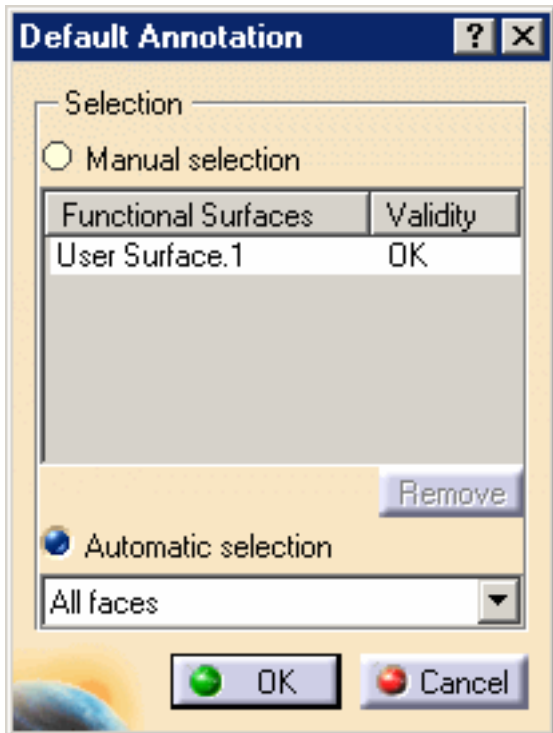 Default Annotation ? ×
Selection
Manual selection
Functional Surfaces Validity
User Surface.1 OK
Remove
Automatic selection
All faces
OK Cancel